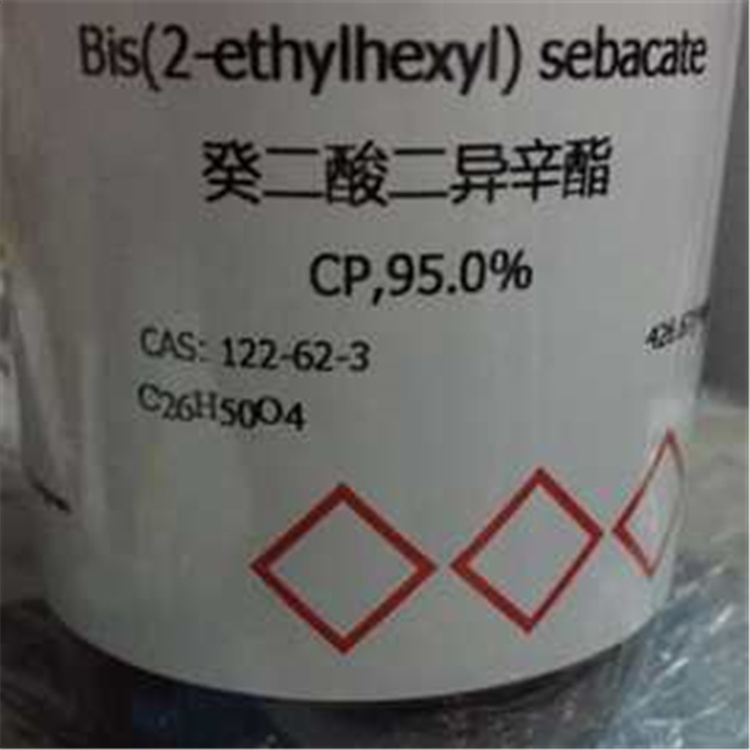 Bis(2-ethylhexyl) sebacate
癸二酸二异辛酯
CP,95.0%
CAS: 122-62-3
C26H50O4